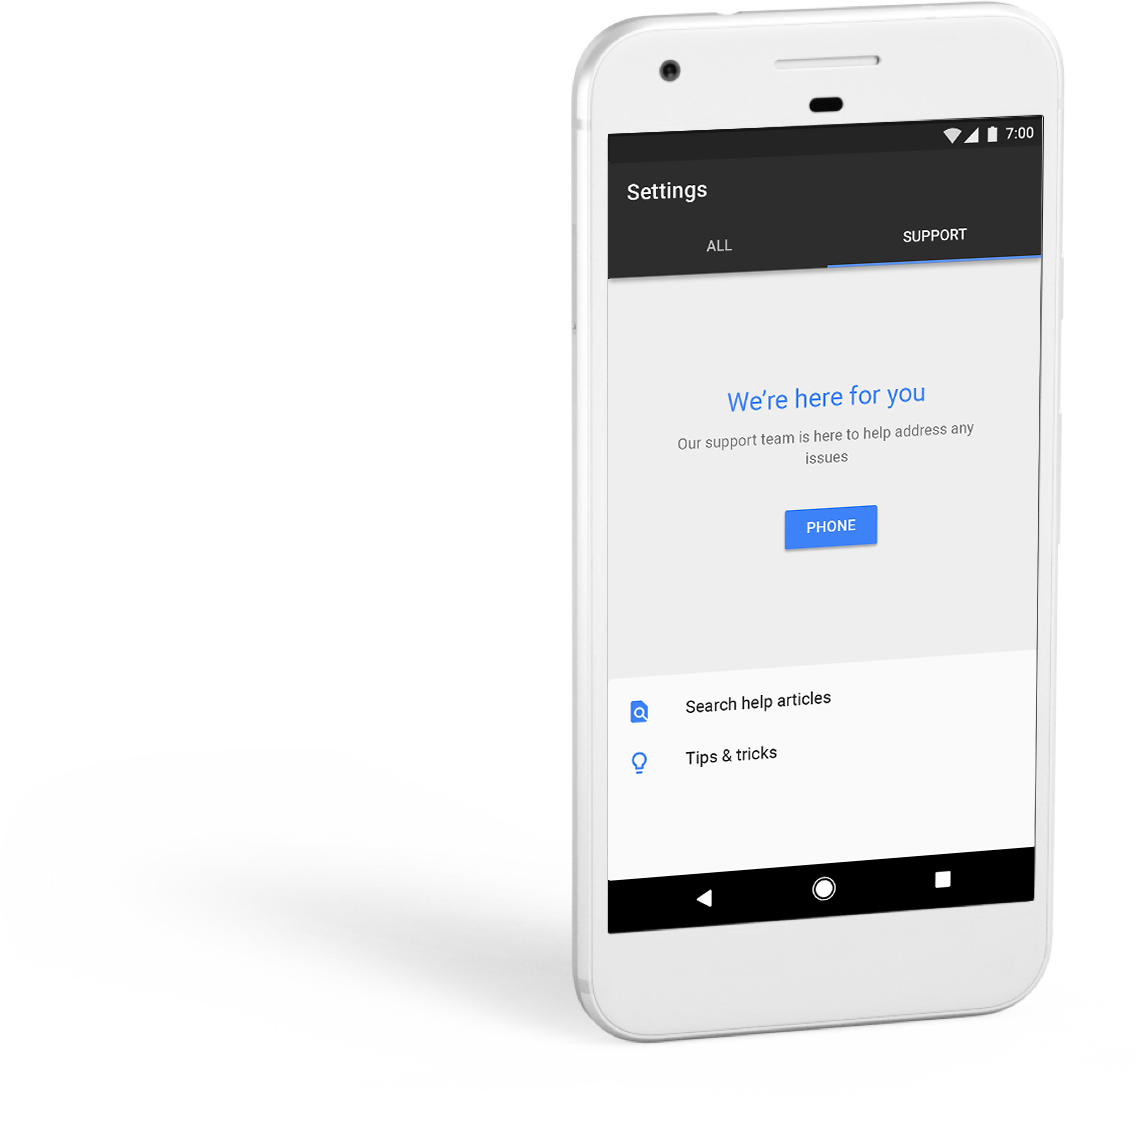 7:00
Settings
ALL
SUPPORT
We’re here for you
Our support team is here to help address any
issues
PHONE
Search help articles
Tips & tricks